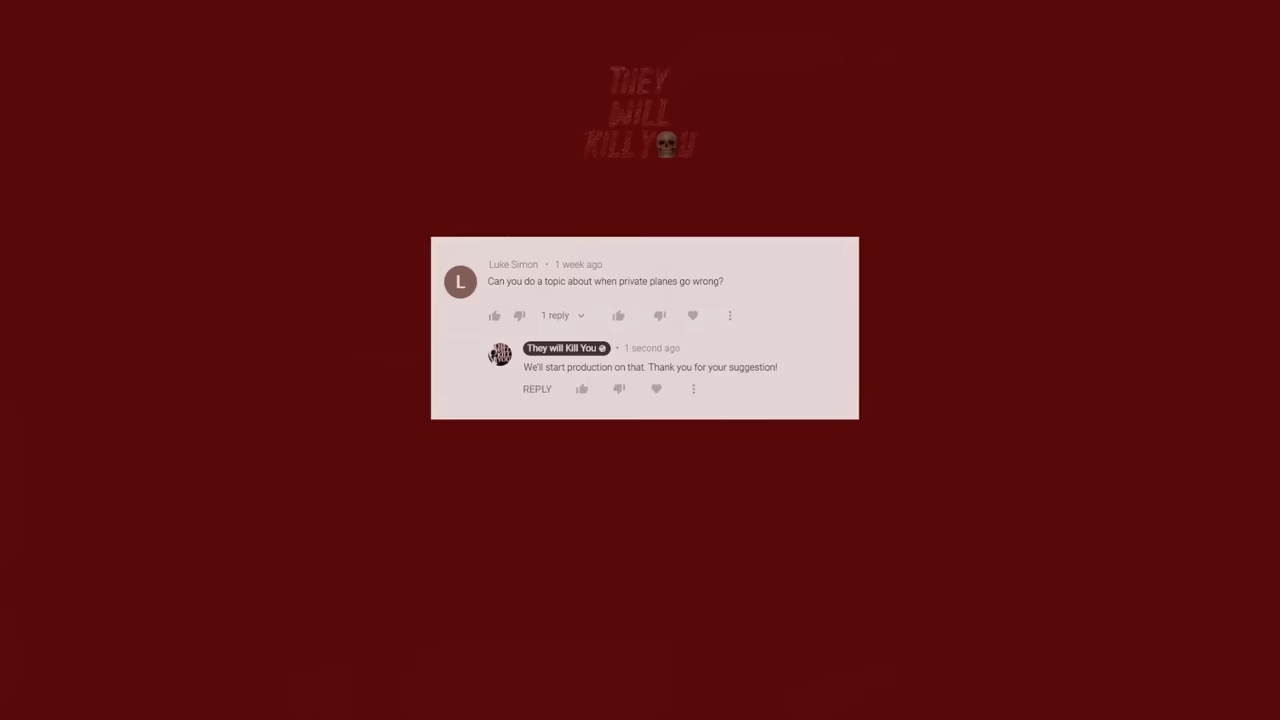 THEY
WILL
KILL YOU
Luke Simon • 1 week ago
L
Can you do a topic about when private planes go wrong?
1 reply
They will Kill You • 1 second ago
We'll start production on that. Thank you for your suggestion!
REPLY